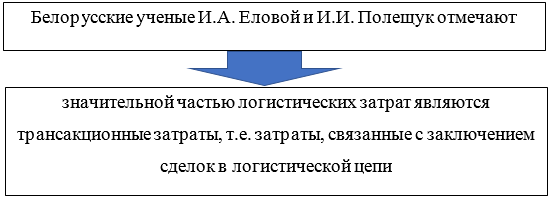 Белорусские ученые И.А. Еловой и И.И. Полещук отмечают
значительной частью логистических затрат являются
трансакционные затраты, т.е. затраты, связанные с заключением
сделок в логистической цепи